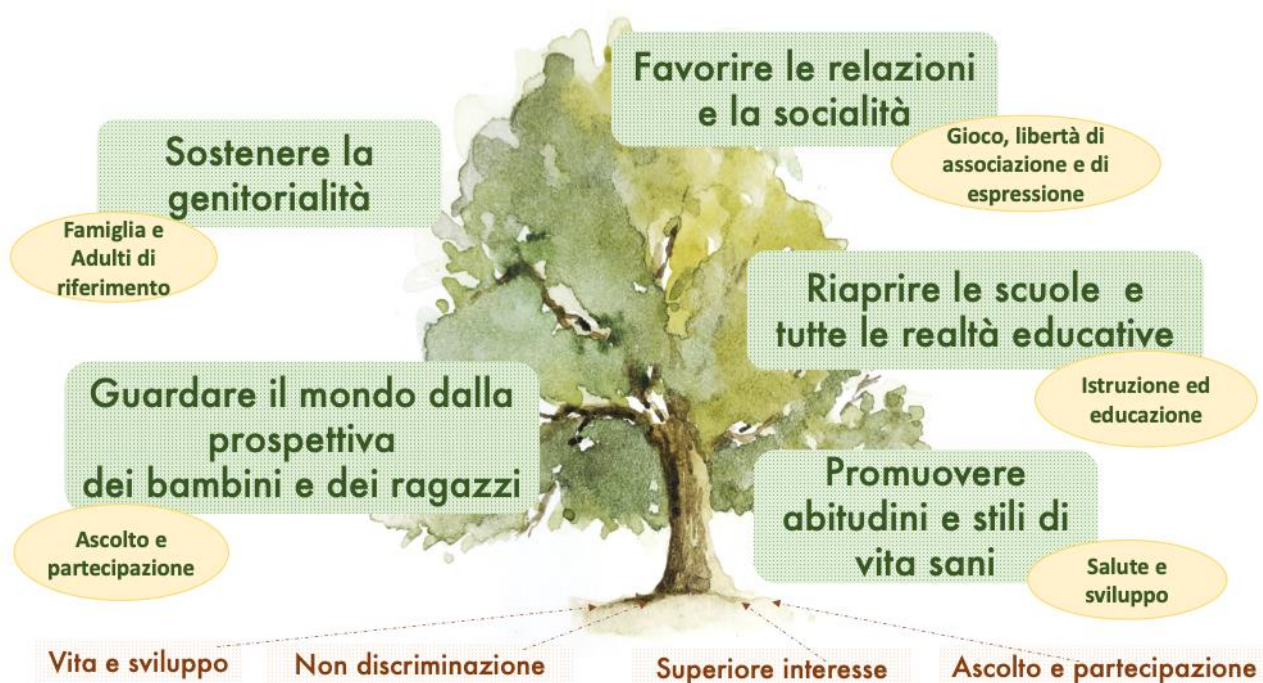 Favorire le relazioni
e la socialità
Gioco, libertà di
associazione e di
espressione
Sostenere la
genitorialità
Famiglia e
Adulti di
riferimento
Riaprire le scuole e
tutte le realtà educative
Istruzione ed
educazione
Guardare il mondo dalla
prospettiva
dei bambini e dei ragazzi
Ascolto e
partecipazione
Promuovere
abitudini e stili di
vita sani
Salute e
sviluppo
Vita e sviluppo
Non discriminazione
Superiore interesse
Ascolto e partecipazione